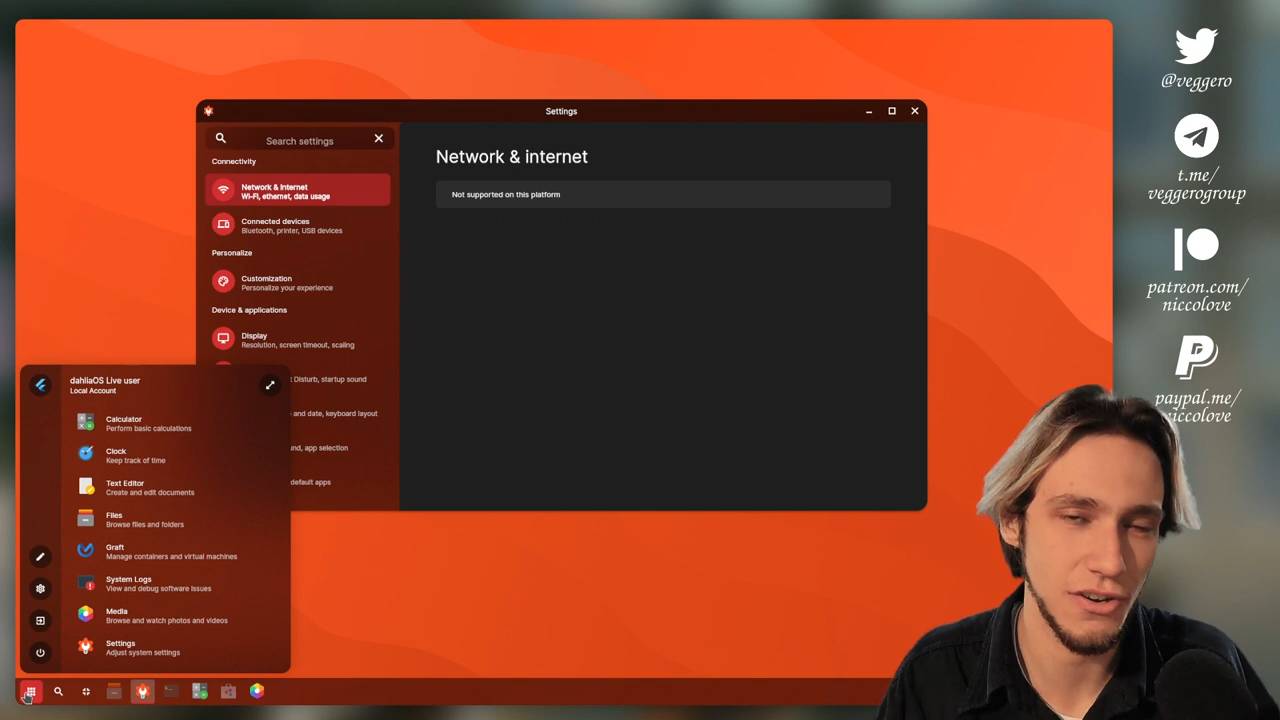 Settings
Search settings
Connectivity
Network & internet
Wi-Fi, ethernet, data usage
Connected devices
Bluetooth, printer, USB devices
Personalize
Customization
Personalize your experience
Device & applications
Display
Resolution, screen timeout, scaling
t Disturb, startup sound
and date, keyboard layout
und, app selection
default apps
Network & internet
Not supported on this platform
dahliaOS Live user
Local Account
Calculator
Perform basic calculations
Clock
Keep track of time
Text Editor
Create and edit documents
Files
Browse files and folders
Graft
Manage containers and virtual machines
System Logs
View and debug software issues
Media
Browse and watch photos and videos
Settings
Adjust system settings
@veggero
t.me/
veggerogroup
patreon.com/
niccolove
paypal.me/
niccolove